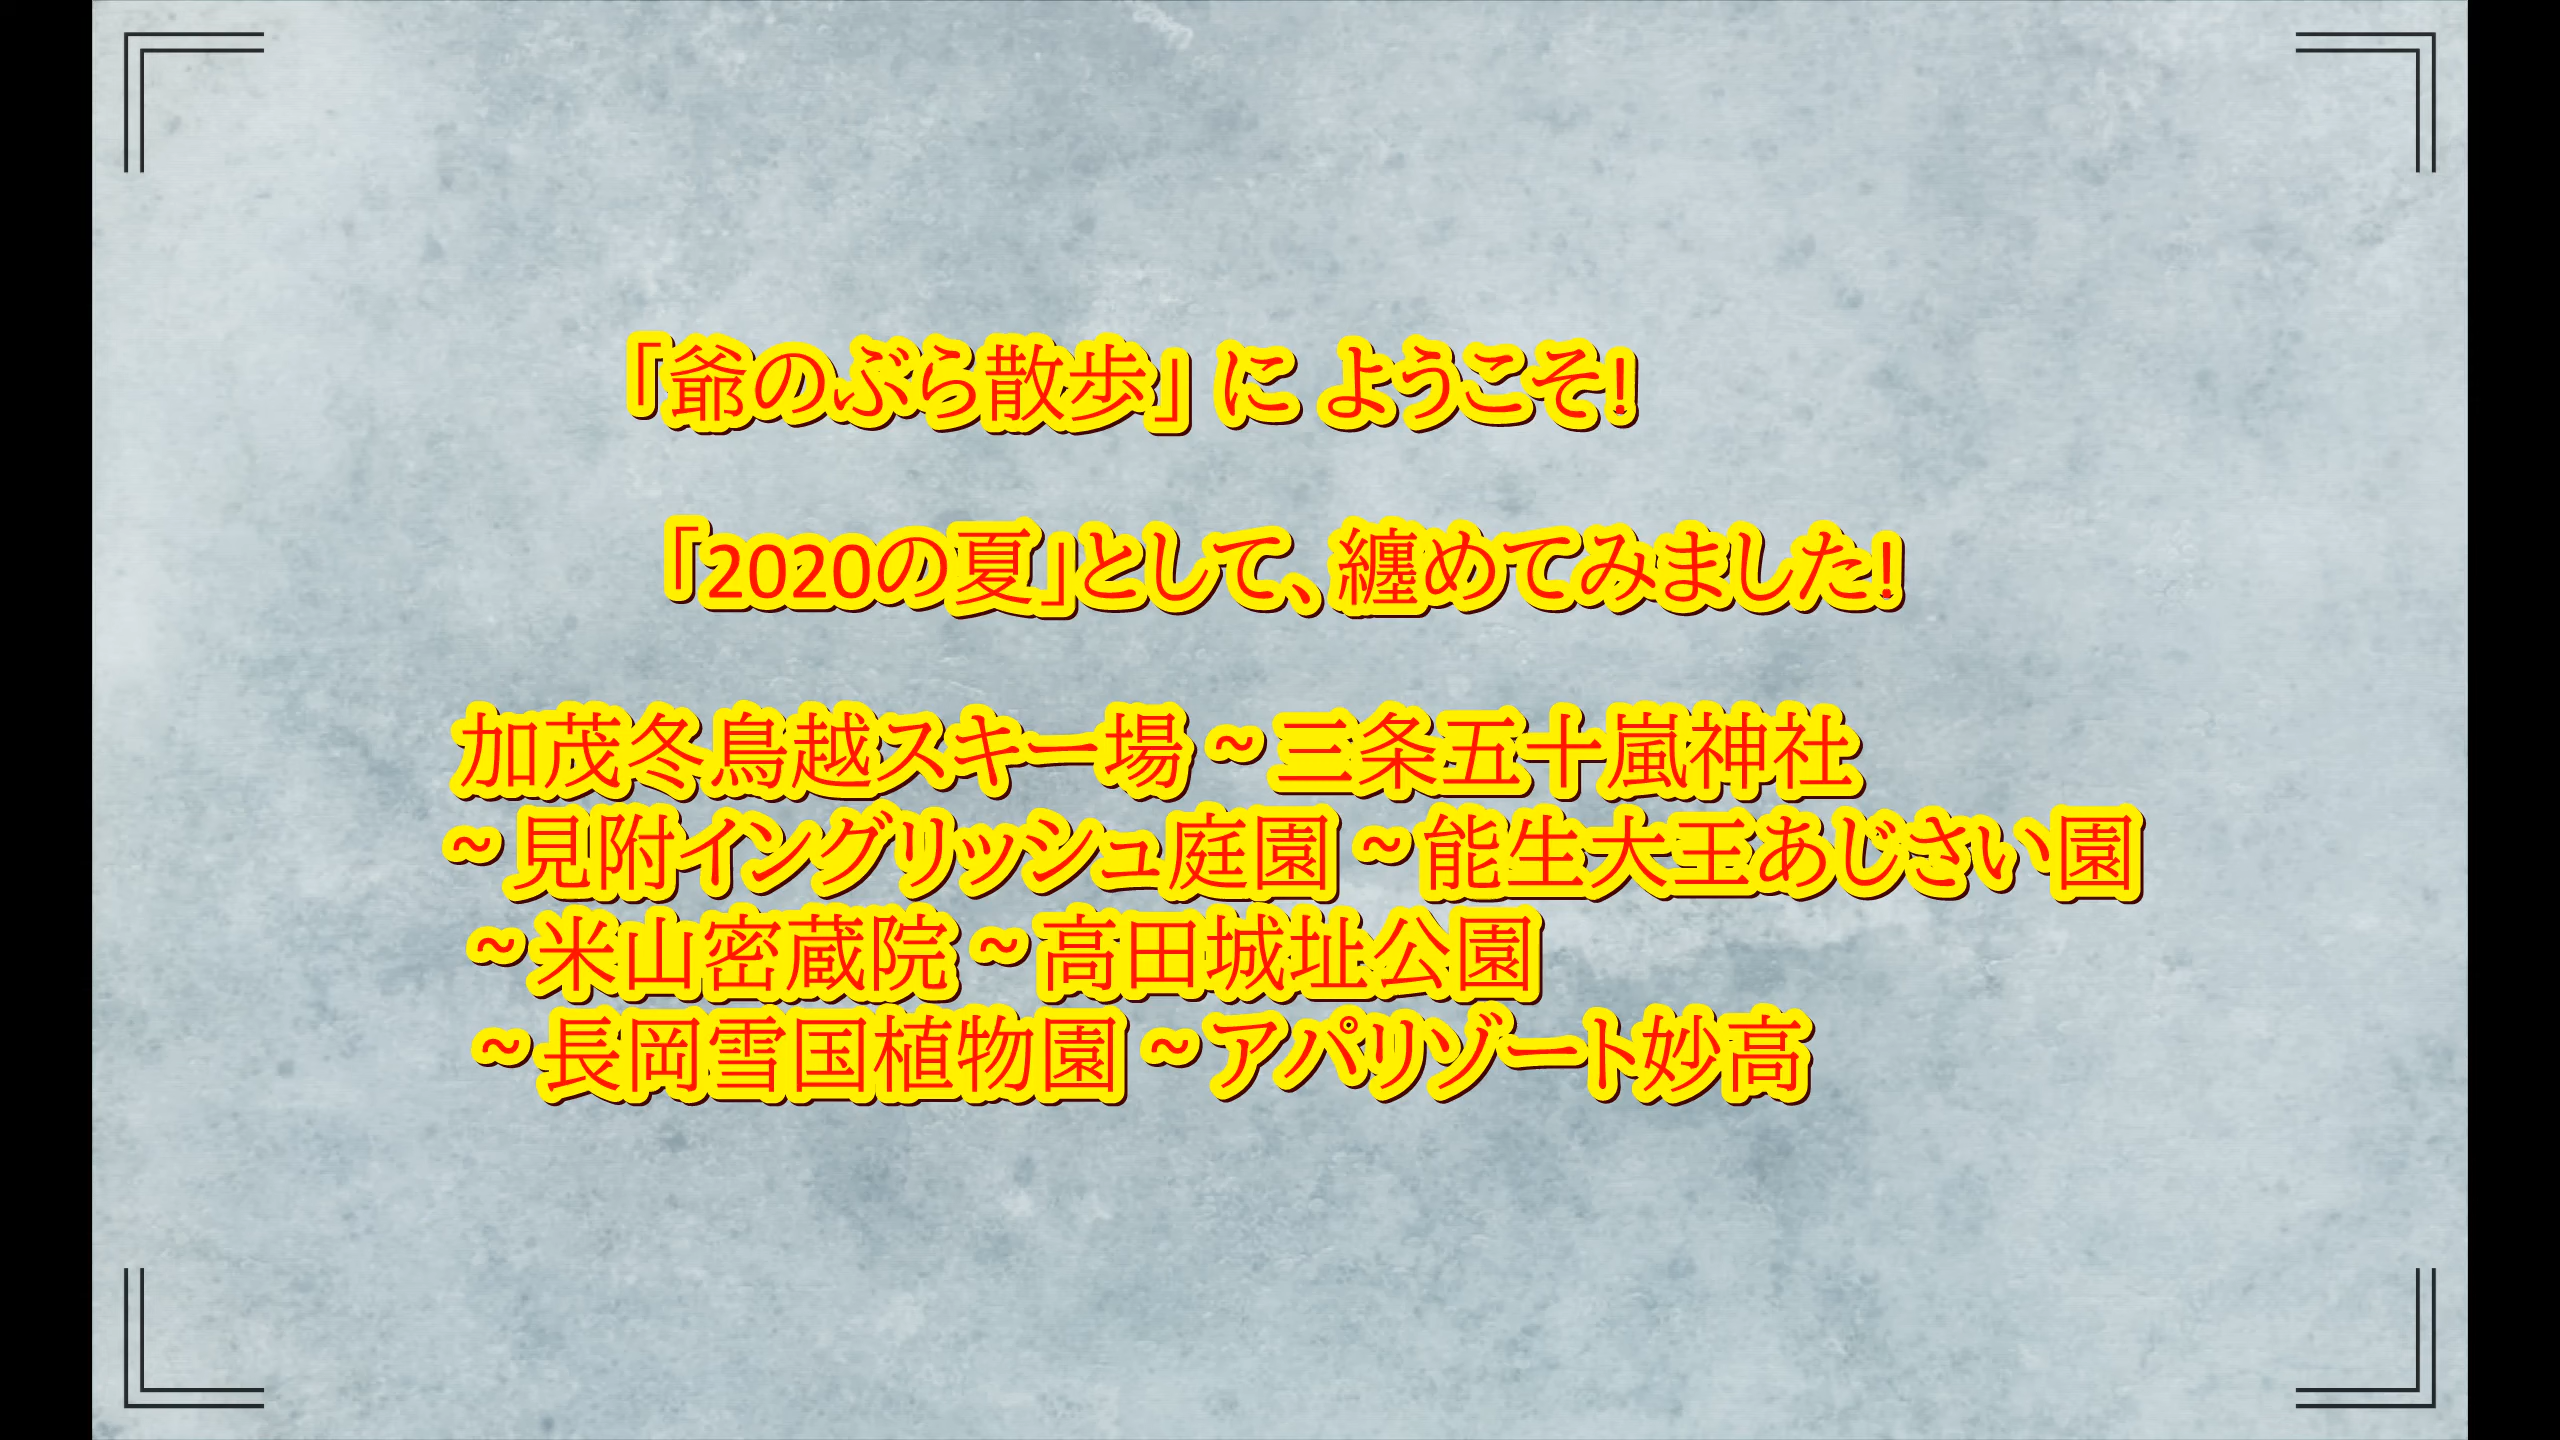 「爺のぶら散歩」 に ようこそ!
「2020の夏」として、纏めてみました!
加茂冬鳥越スキー場 ~ 三条五十嵐神社
~ 見附イングリッシュ庭園 ~ 能生大王あじさい園
~ 米山密蔵院 ~ 高田城址公園
~ 長岡雪国植物園 ~ アパリゾート妙高